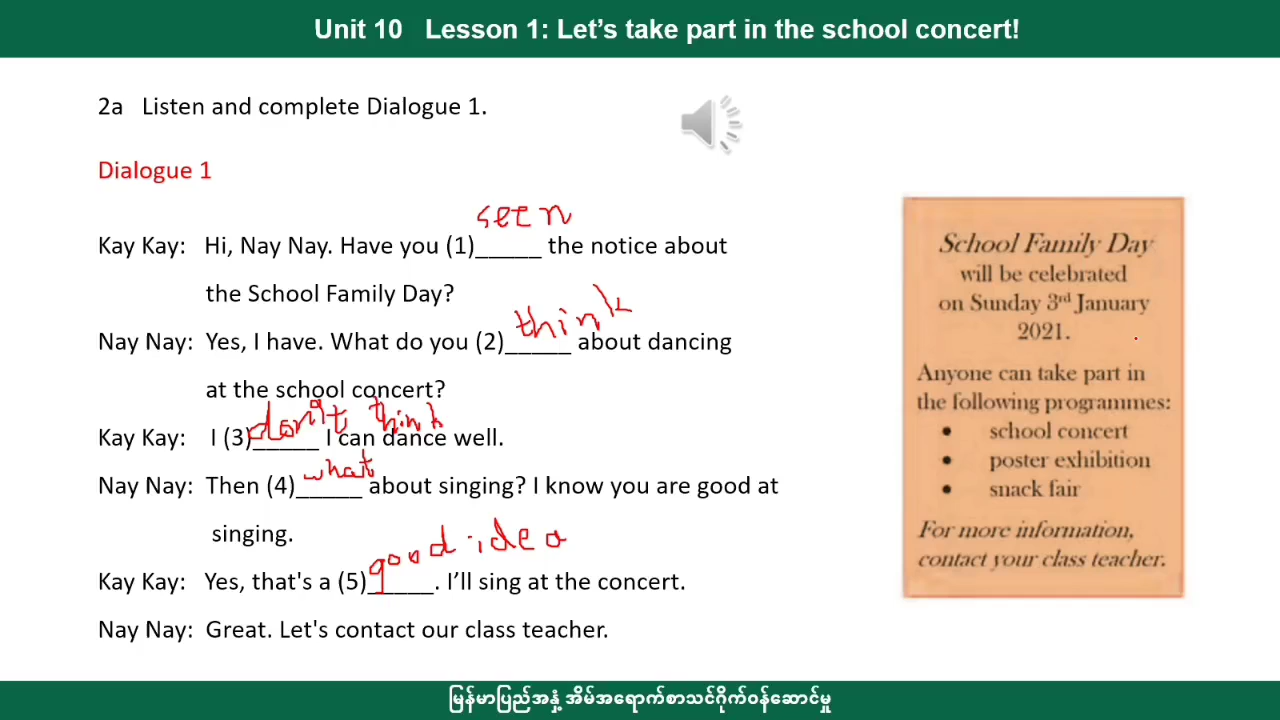 Unit 10 Lesson 1: Let's take part in the school concert!
2a Listen and complete Dialogue 1.
Dialogue 1
seen
Kay Kay: Hi, Nay Nay. Have you (1)_____ the notice about
the School Family Day?
think
Nay Nay: Yes, I have. What do you (2)_____ about dancing
at the school concert?
don't think
Kay Kay: I (3)_____ I can dance well.
what
Nay Nay: Then (4)_____ about singing? I know you are good at
singing.
good idea
Kay Kay: Yes, that's a (5)_____. I'll sing at the concert.
Nay Nay: Great. Let's contact our class teacher.
School Family Day
will be celebrated
on Sunday 3rd January
2021.
Anyone can take part in
the following programmes:
• school concert
• poster exhibition
• snack fair
For more information,
contact your class teacher.
မြန်မာပြည်အနှံ့ အိမ်အရောက်စာသင်ဂိုက်ဝန်ဆောင်မှု